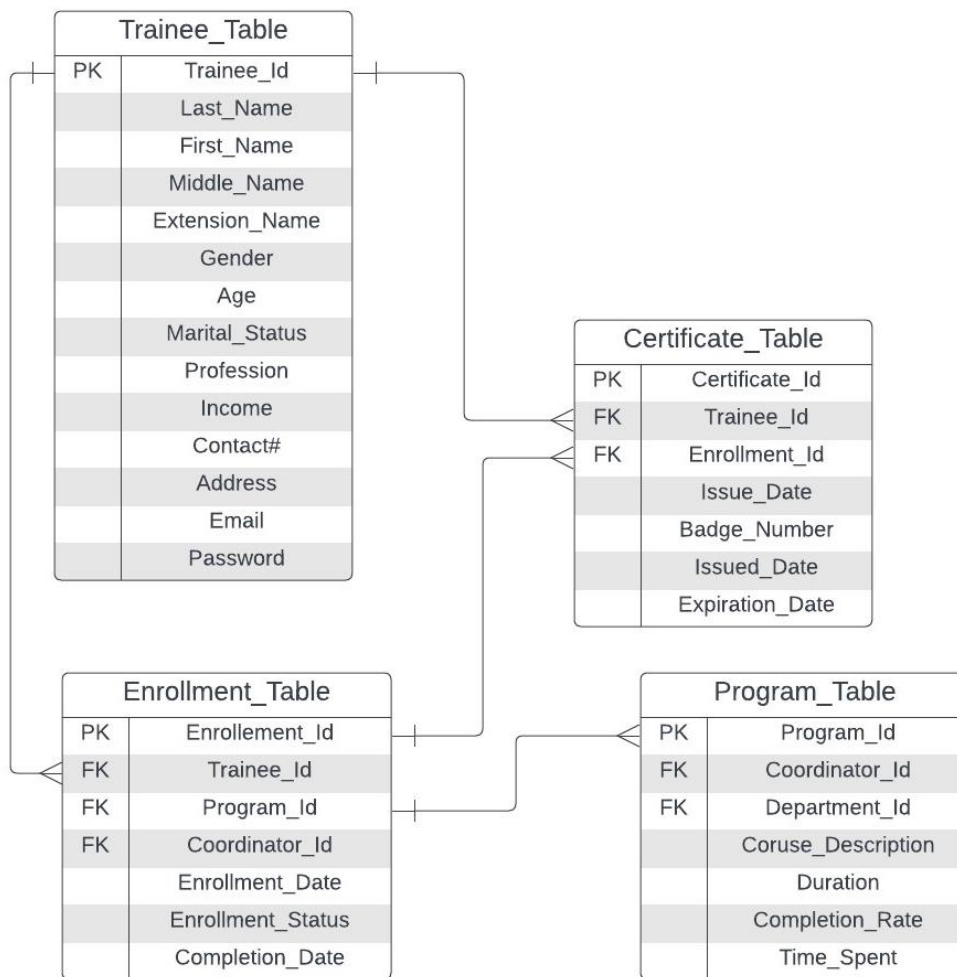 Trainee_Table
PK Trainee_Id
Last_Name
First_Name
Middle_Name
Extension_Name
Gender
Age
Marital_Status
Profession
Income
Contact#
Address
Email
Password
Certificate_Table
PK Certificate_Id
FK Trainee_Id
FK Enrollment_Id
Issue_Date
Badge_Number
Issued_Date
Expiration_Date
Enrollment_Table
PK Enrollement_Id
FK Trainee_Id
FK Program_Id
FK Coordinator_Id
Enrollment_Date
Enrollment_Status
Completion_Date
Program_Table
PK Program_Id
FK Coordinator_Id
FK Department_Id
Coruse_Description
Duration
Completion_Rate
Time_Spent